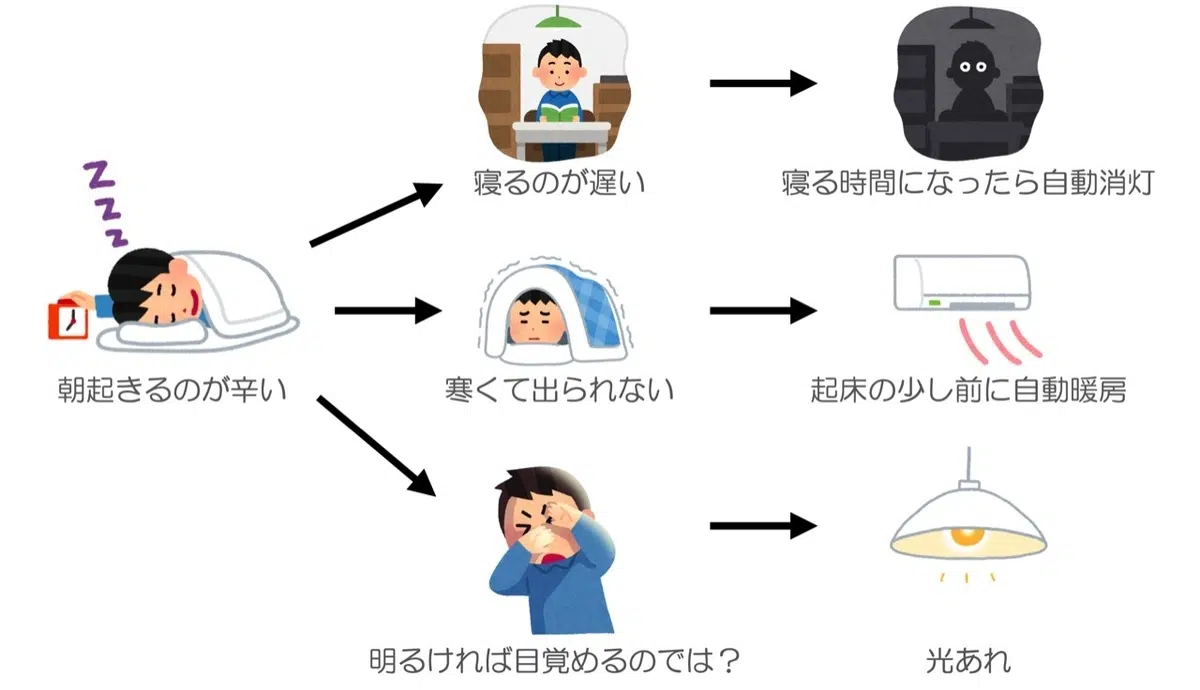 Z
Z
Z
朝起きるのが辛い
寝るのが遅い
寝る時間になったら自動消灯
寒くて出られない
起床の少し前に自動暖房
明るければ目覚めるのでは？
光あれ